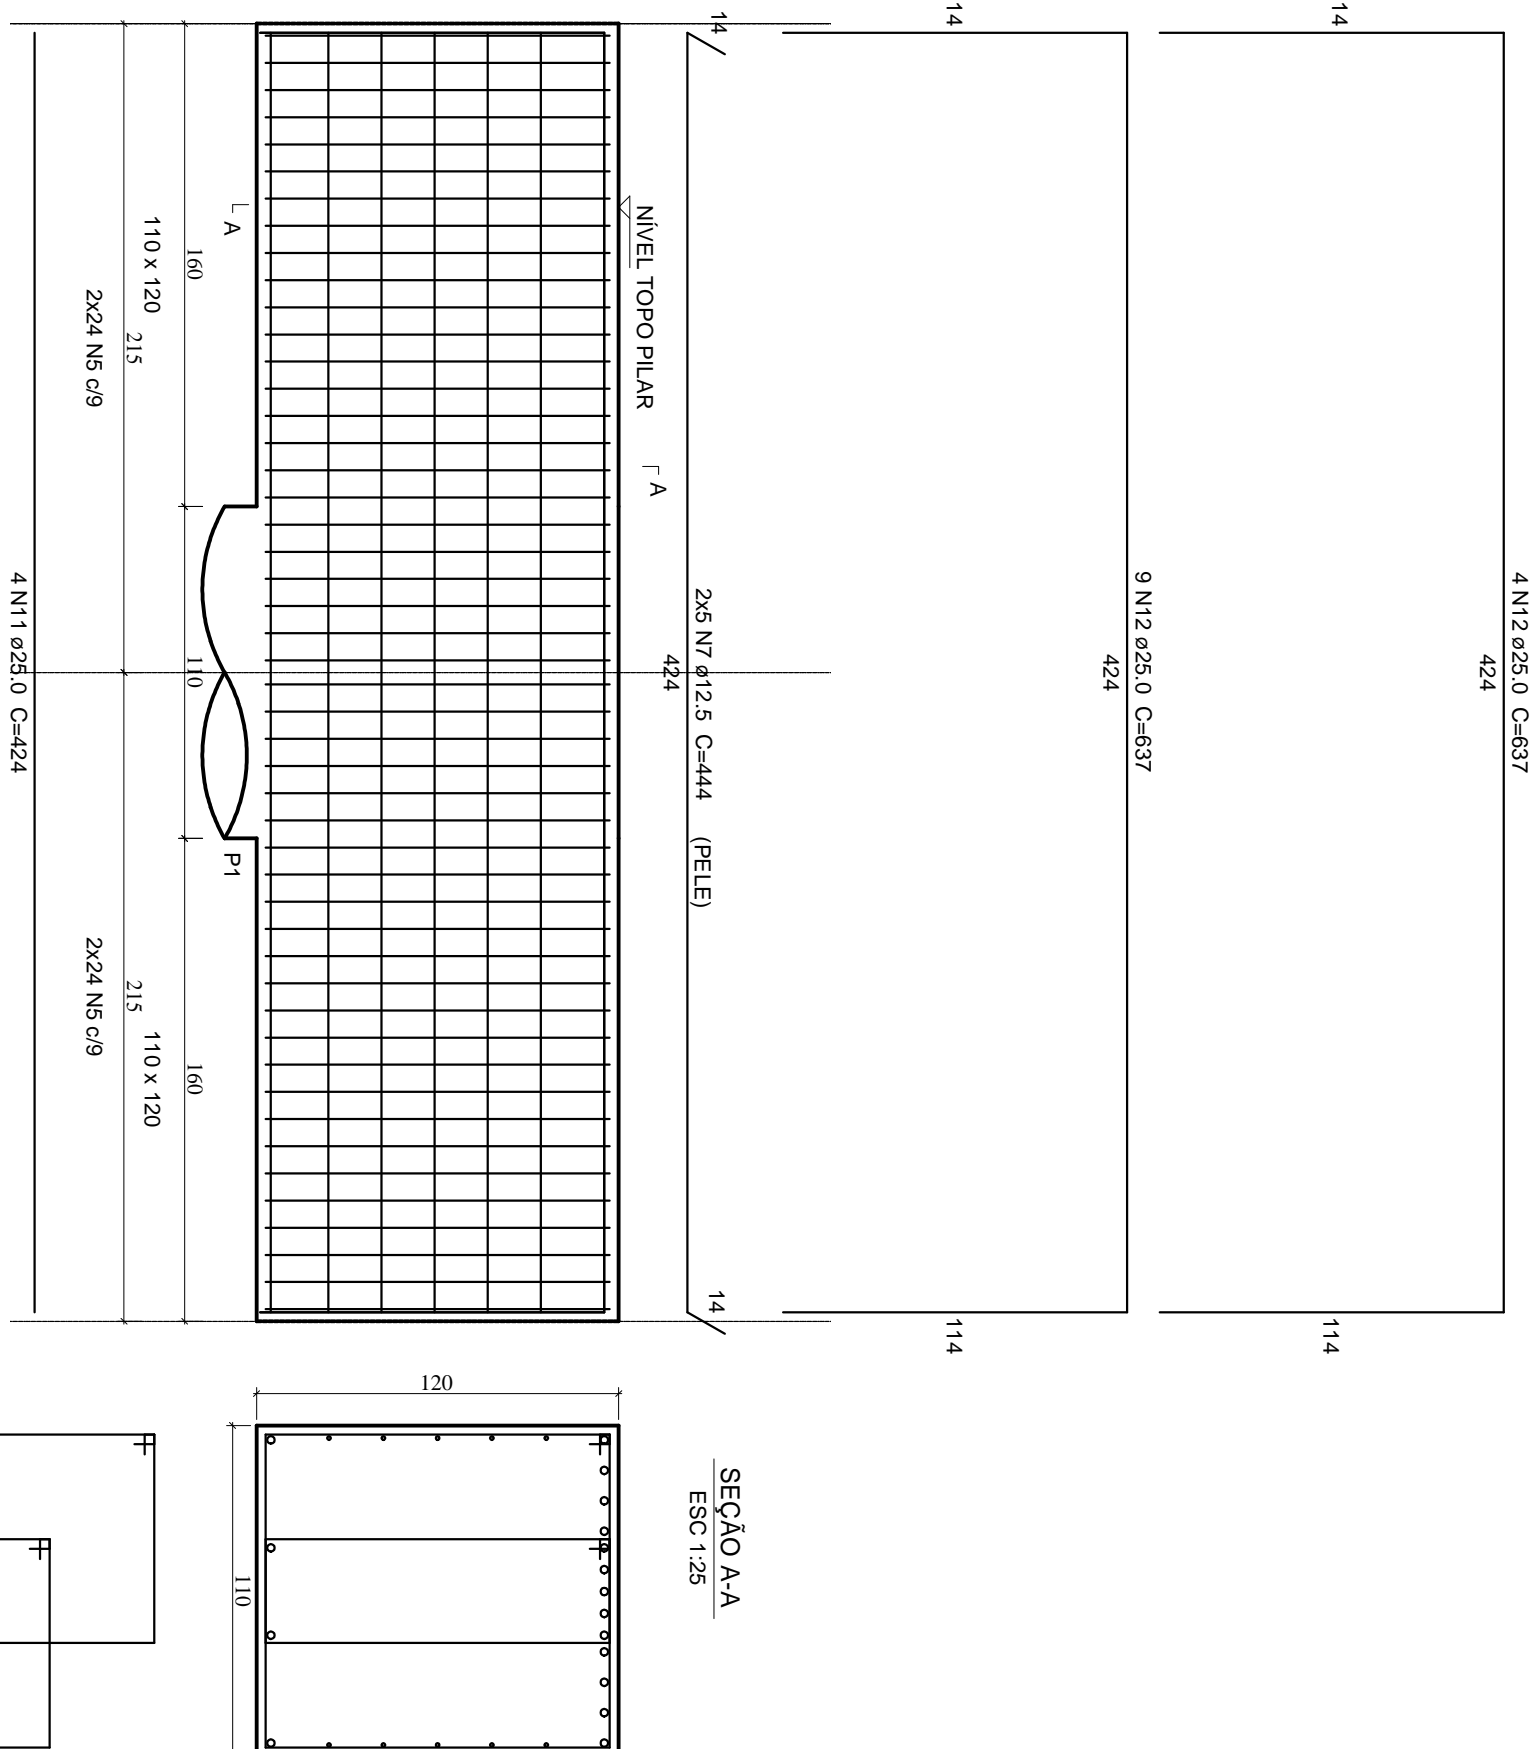 4 N12 ø25.0 C=637
424
14
114
9 N12 ø25.0 C=637
424
14
114
2x5 N7 ø12.5 C=444 (PELE)
424
14
14
SEÇÃO A-A
ESC 1:25
NÍVEL TOPO PILAR
A
A
P1
120
110
160
110
160
110 x 120
110 x 120
215
215
2x24 N5 c/9
2x24 N5 c/9
4 N11 ø25.0 C=424